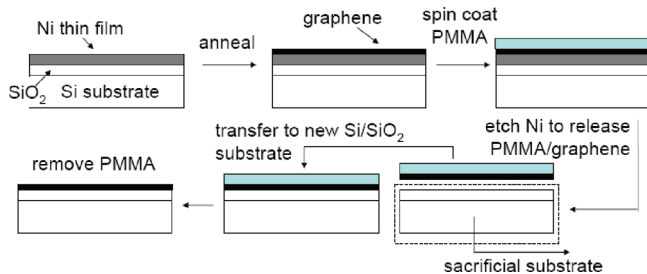 Ni thin film
SiO2
Si substrate
anneal
graphene
spin coat
PMMA
etch Ni to release
PMMA/graphene
transfer to new Si/SiO2
substrate
remove PMMA
sacrificial substrate